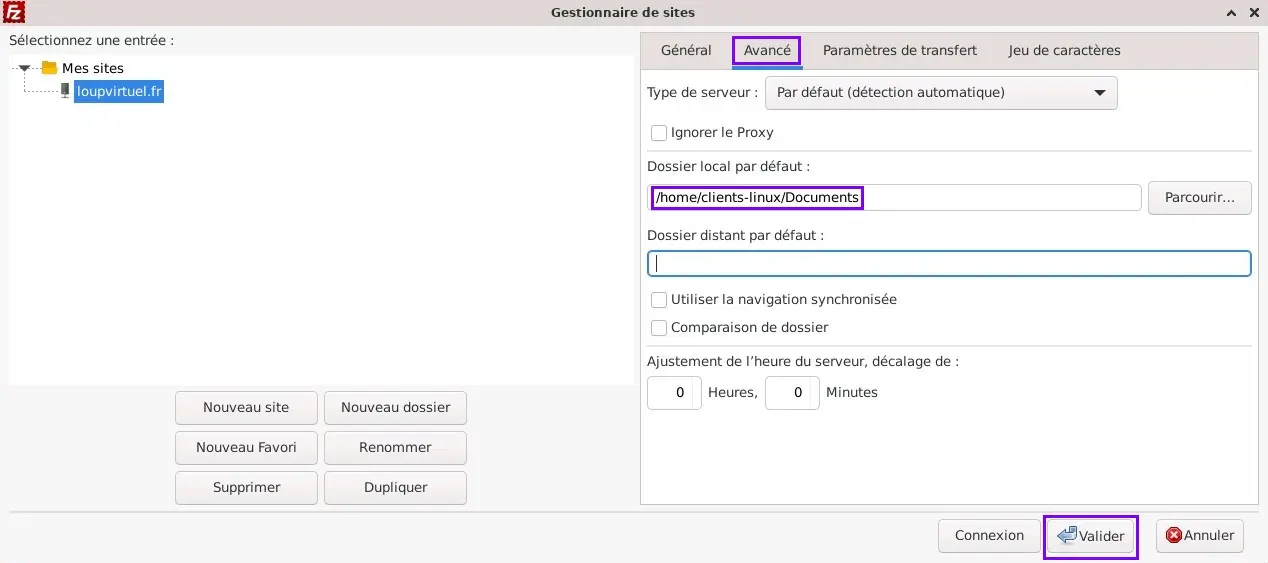 Fz
Gestionnaire de sites
Sélectionnez une entrée :
Mes sites
loupvirtuel.fr
Nouveau site
Nouveau dossier
Nouveau Favori
Renommer
Supprimer
Dupliquer
Général
Avancé
Paramètres de transfert
Jeu de caractères
Type de serveur :
Par défaut (détection automatique)
Ignorer le Proxy
Dossier local par défaut :
/home/clients-linux/Documents
Parcourir...
Dossier distant par défaut :
Utiliser la navigation synchronisée
Comparaison de dossier
Ajustement de l’heure du serveur, décalage de :
0 Heures, 0 Minutes
Connexion
Valider
Annuler